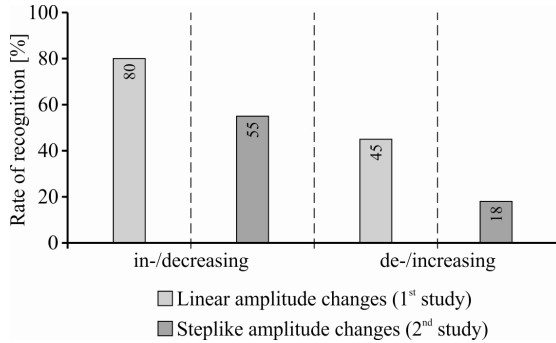 Rate of recognition [%]
100
80
60
40
20
0
80
55
45
18
in-/decreasing
de-/increasing
Linear amplitude changes (1st study)
Steplike amplitude changes (2nd study)